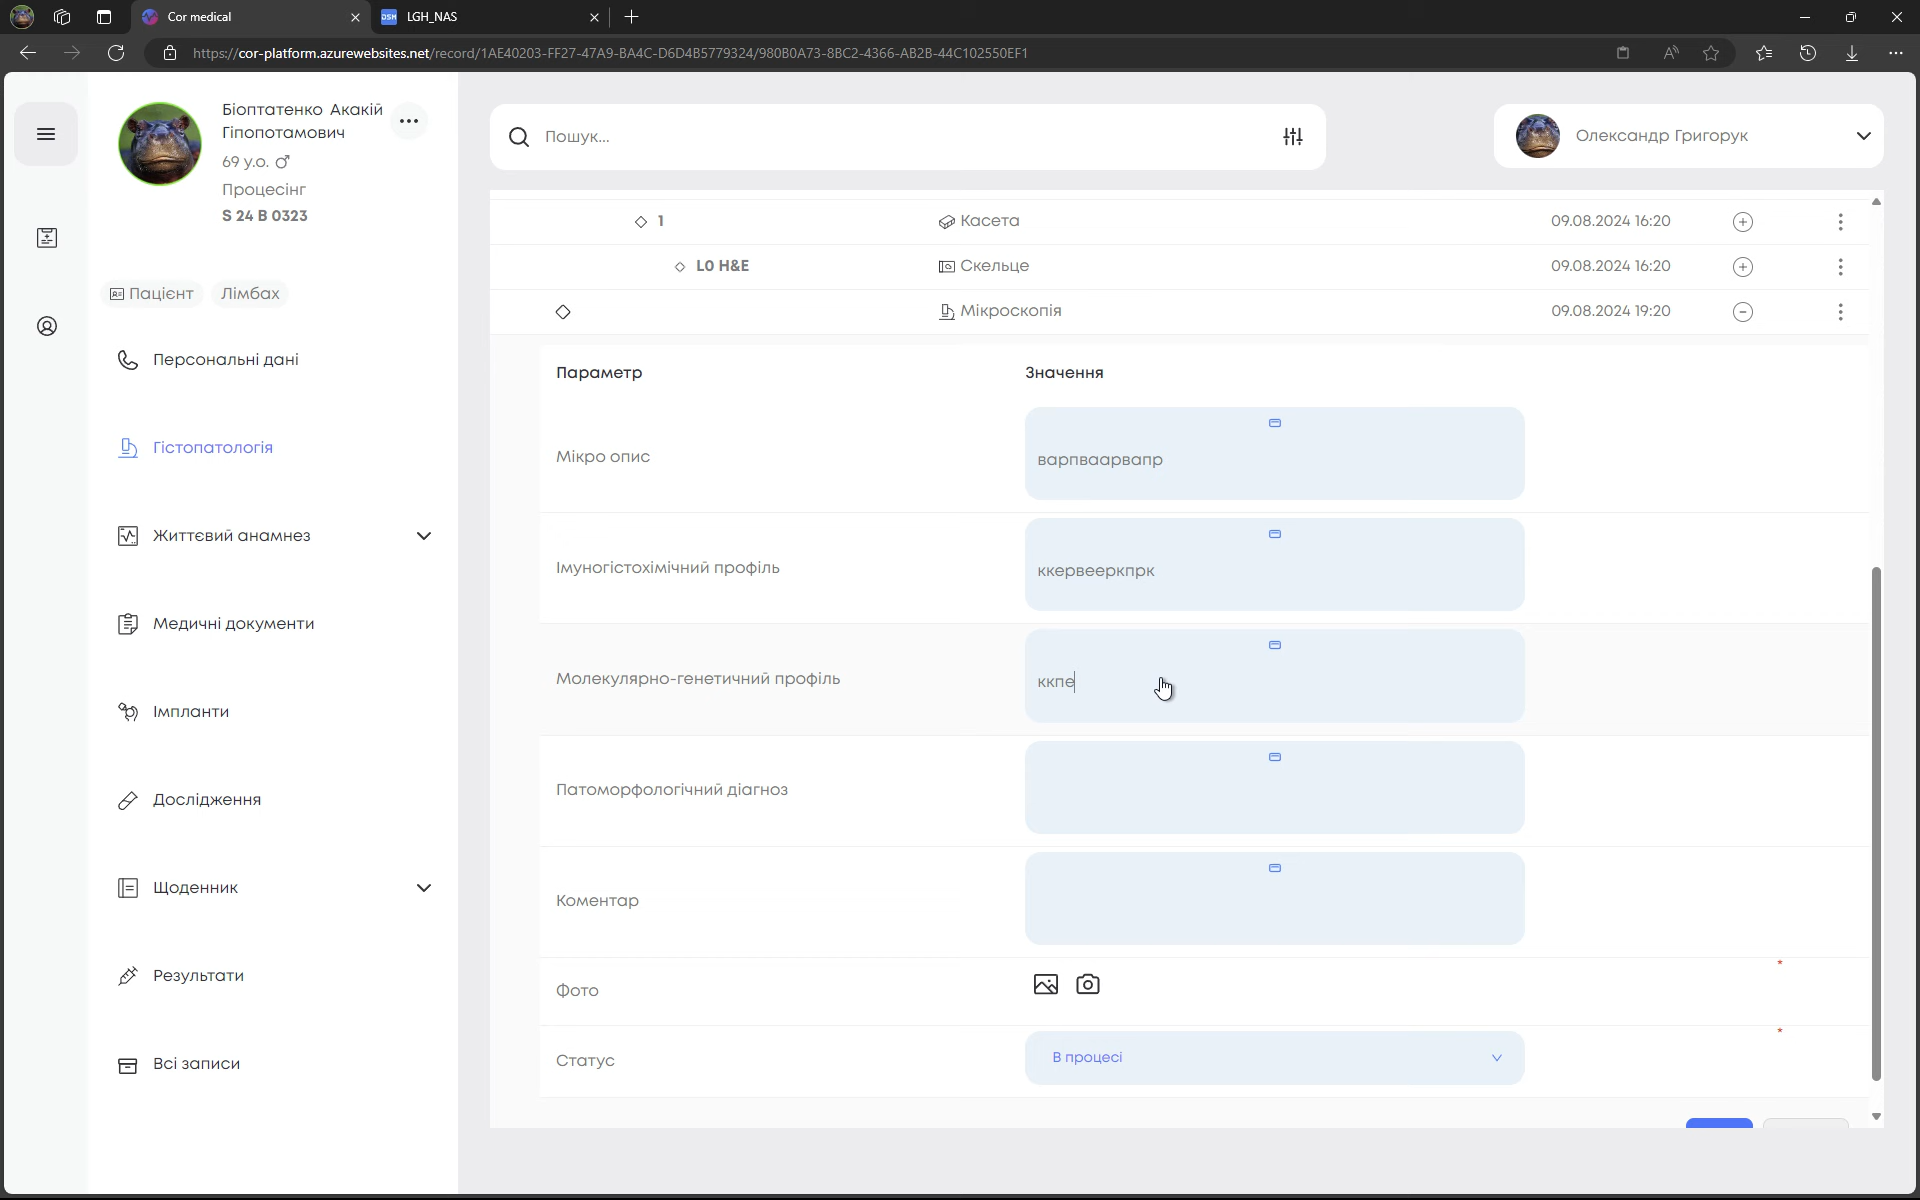 Cor medical
LGH_NAS
https://cor-platform.azurewebsites.net/record/1AE40203-FF27-47A9-BA4C-D6D4B5779324/980B0A73-8BC2-4366-AB2B-44C102550EF1
Біоптатенко Акакій
Гіпопотамович
69 y.o.
Процесінг
S 24 B 0323
Пацієнт
Лімбах
Персональні дані
Гістопатологія
Життєвий анамнез
Медичні документи
Імпланти
Дослідження
Щоденник
Результати
Всі записи
Пошук...
Олександр Григорук
1 Касета 09.08.2024 16:20
L0 H&E Скельце 09.08.2024 16:20
Мікроскопія 09.08.2024 19:20
Параметр Значення
Мікро опис варпваарвапр
Імуногістохімічний профіль ккервееркпрк
Молекулярно-генетичний профіль ккпе
Патоморфологічний діагноз
Коментар
Фото *
Статус В процесі *